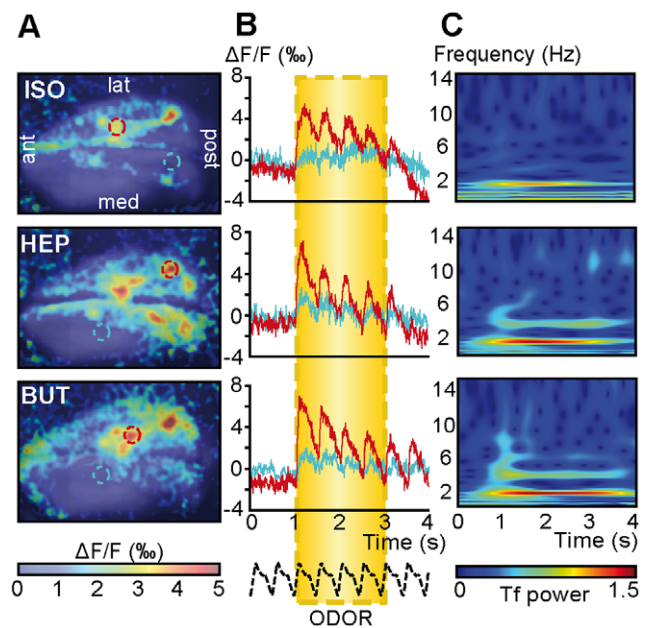 A
B
C
ΔF/F (‰)
Frequency (Hz)
ISO
lat
ant
post
med
8
4
0
-4
14
10
6
2
HEP
8
4
0
-4
14
10
6
2
BUT
8
4
0
-4
14
10
6
2
0 1 2 3 4
Time (s)
0 1 2 3 4
Time (s)
ΔF/F (‰)
0 1 2 3 4 5
ODOR
0 1.5
Tf power